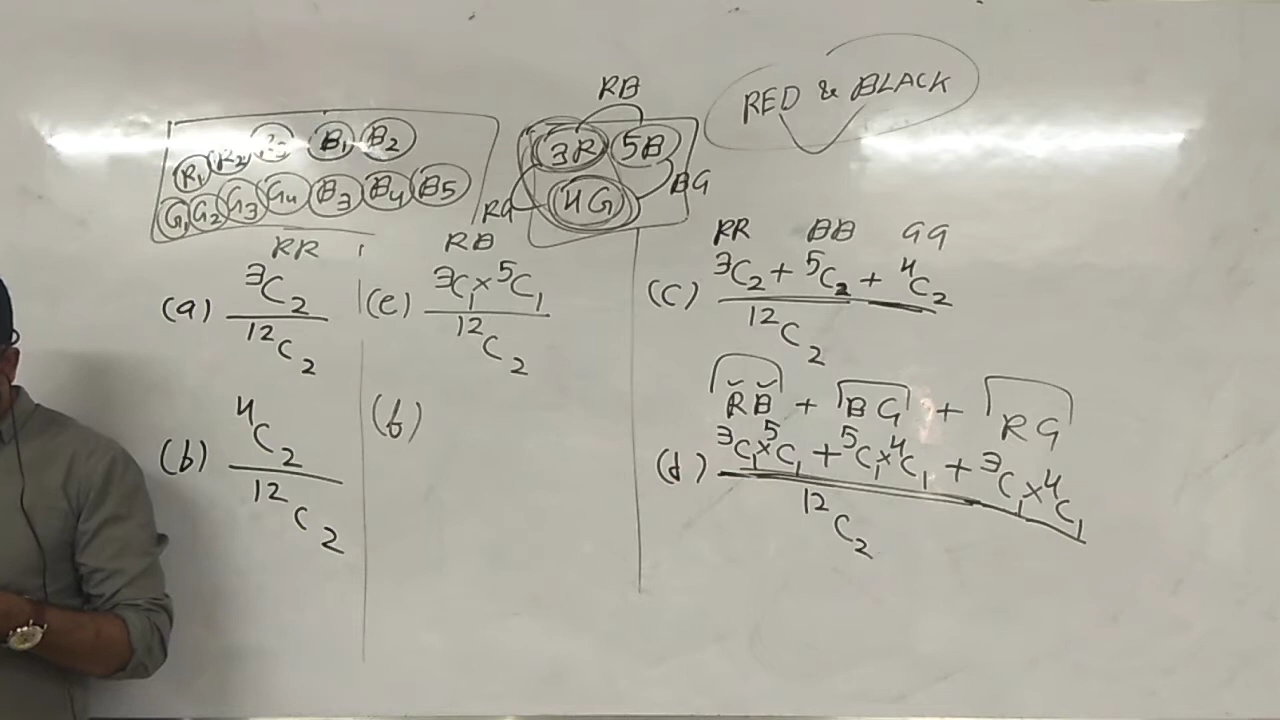 RED & BLACK
RB
R₁ R₂ R₃ B₁ B₂
G₁ G₂ G₃ G₄ B₃ B₄ B₅
3R 5B
4G
RG BG
RR
(a) ³C₂ / ¹²C₂
(b) ⁴C₂ / ¹²C₂
RB
(e) ³C₁ × ⁵C₁ / ¹²C₂
(f)
RR BB GG
(c) ³C₂ + ⁵C₂ + ⁴C₂ / ¹²C₂
RB + BG + RG
(d) ³C₁ × ⁵C₁ + ⁵C₁ × ⁴C₁ + ³C₁ × ⁴C₁ / ¹²C₂